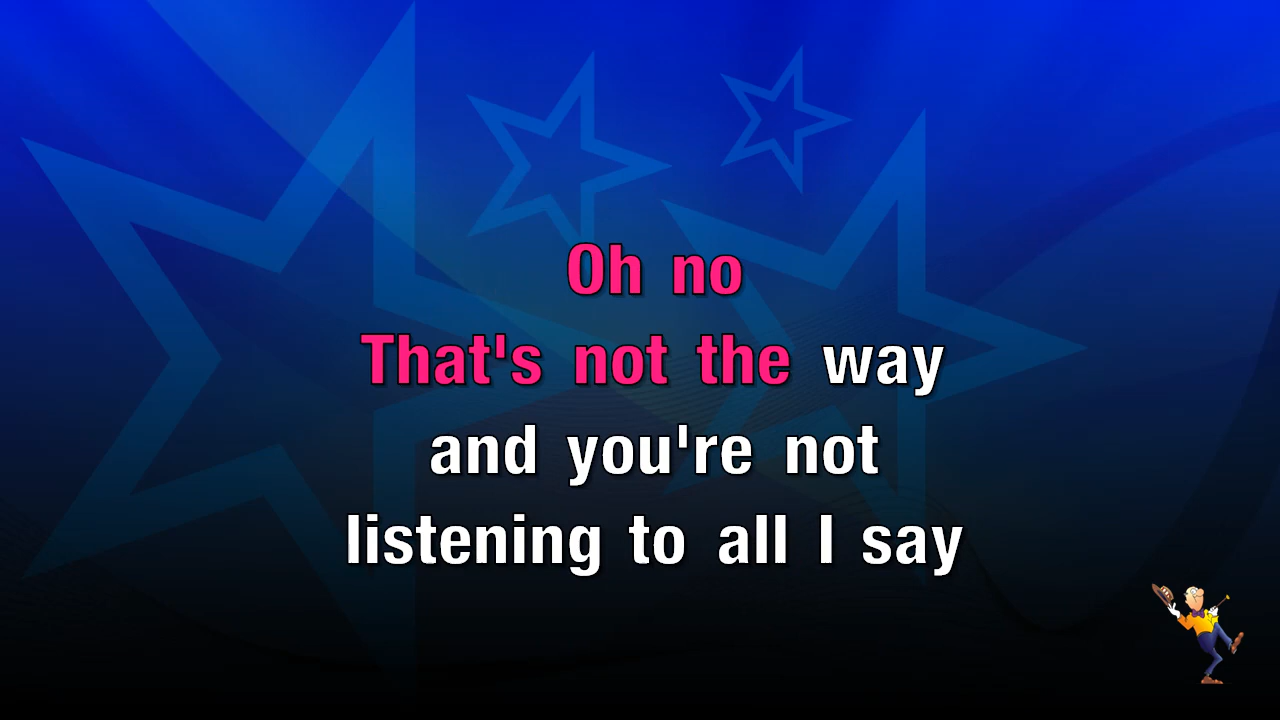 Oh no
That's not the way
and you're not
listening to all I say